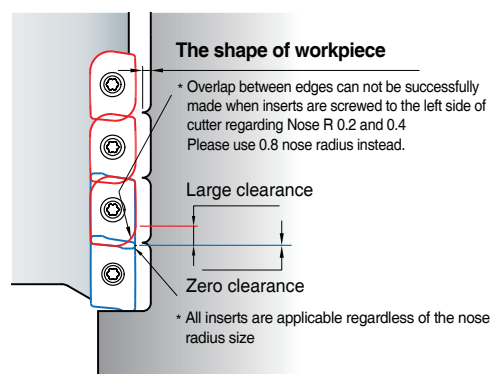 The shape of workpiece
* Overlap between edges can not be successfully
made when inserts are screwed to the left side of
cutter regarding Nose R 0.2 and 0.4
Please use 0.8 nose radius instead.
Large clearance
Zero clearance
* All inserts are applicable regardless of the nose
radius size